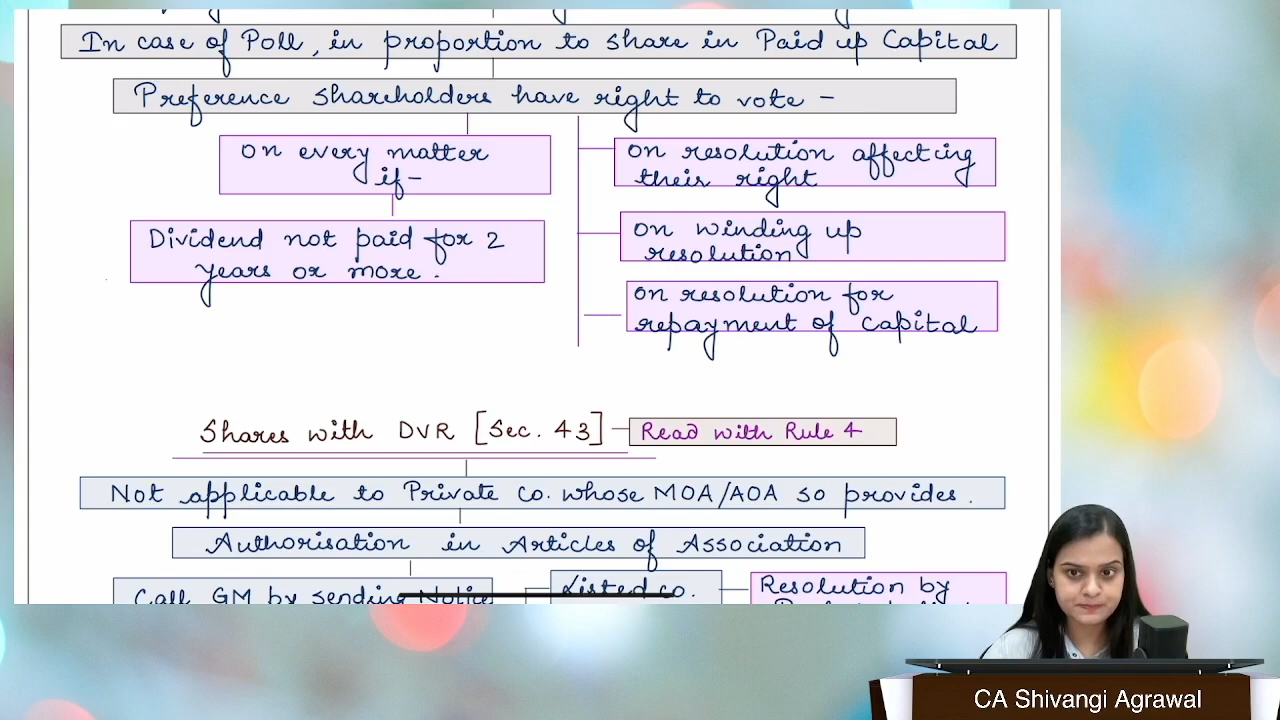 In case of Poll, in proportion to share in Paid up Capital
Preference shareholders have right to vote -
On every matter
if-
Dividend not paid for 2
years or more.
on resolution affecting
their right
on winding up
resolution
on resolution for
repayment of capital
Shares with DVR [Sec. 43]
Read with Rule 4
Not applicable to Private Co. whose MOA/AOA so provides.
Authorisation in Articles of Association
Call GM by sending Notice
Listed co.
Resolution by
CA Shivangi Agrawal